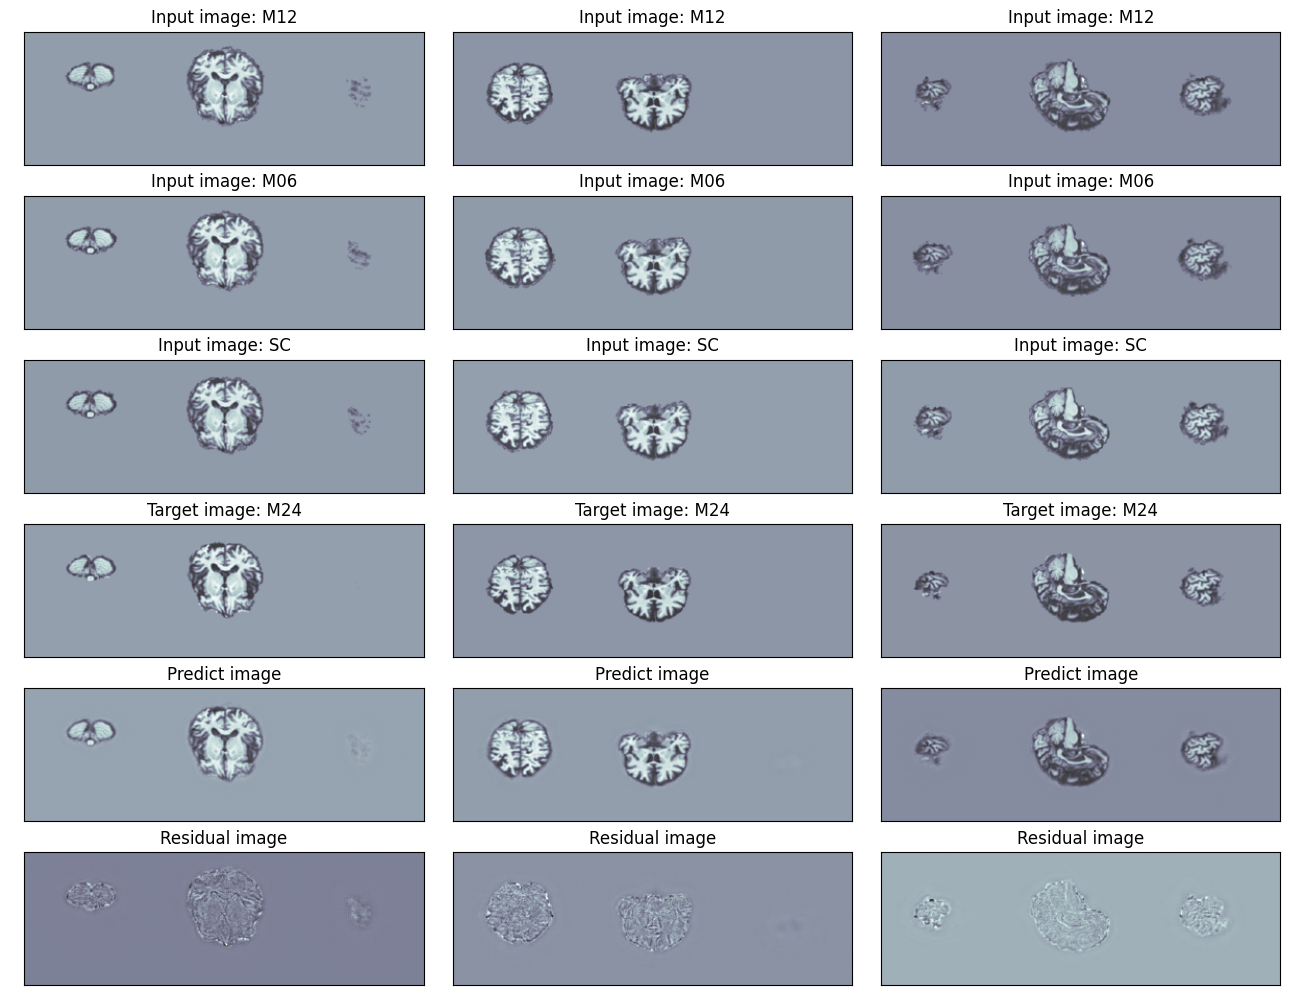 Input image: M12 Input image: M12 Input image: M12
Input image: M06 Input image: M06 Input image: M06
Input image: SC Input image: SC Input image: SC
Target image: M24 Target image: M24 Target image: M24
Predict image Predict image Predict image
Residual image Residual image Residual image